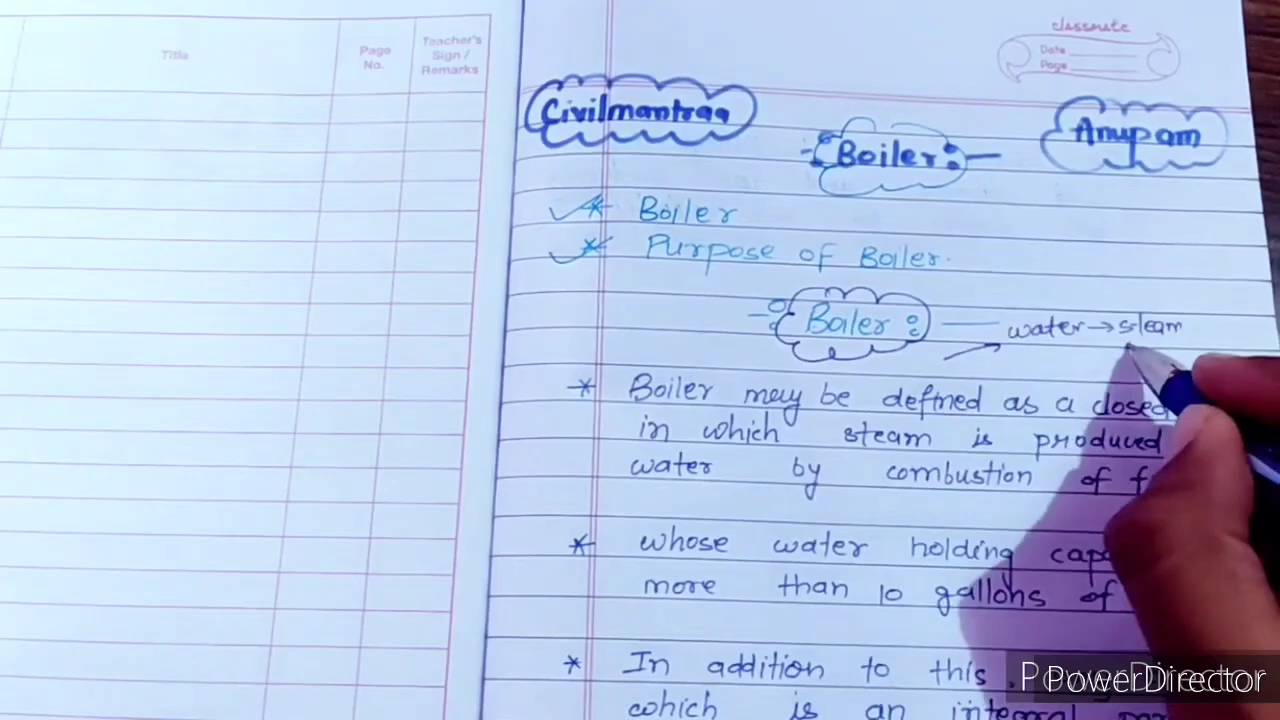 Title
Page No.
Teacher's Sign / Remarks
classmate
Date
Page
Civilmantraa
Boiler
Anupam
Boiler
Purpose of Boiler.
Boiler
water → steam
Boiler may be defined as a closed
in which steam is produced
water by combustion of
whose water holding
more than 10 gallons of
In addition to this
which is an integral
PowerDirector